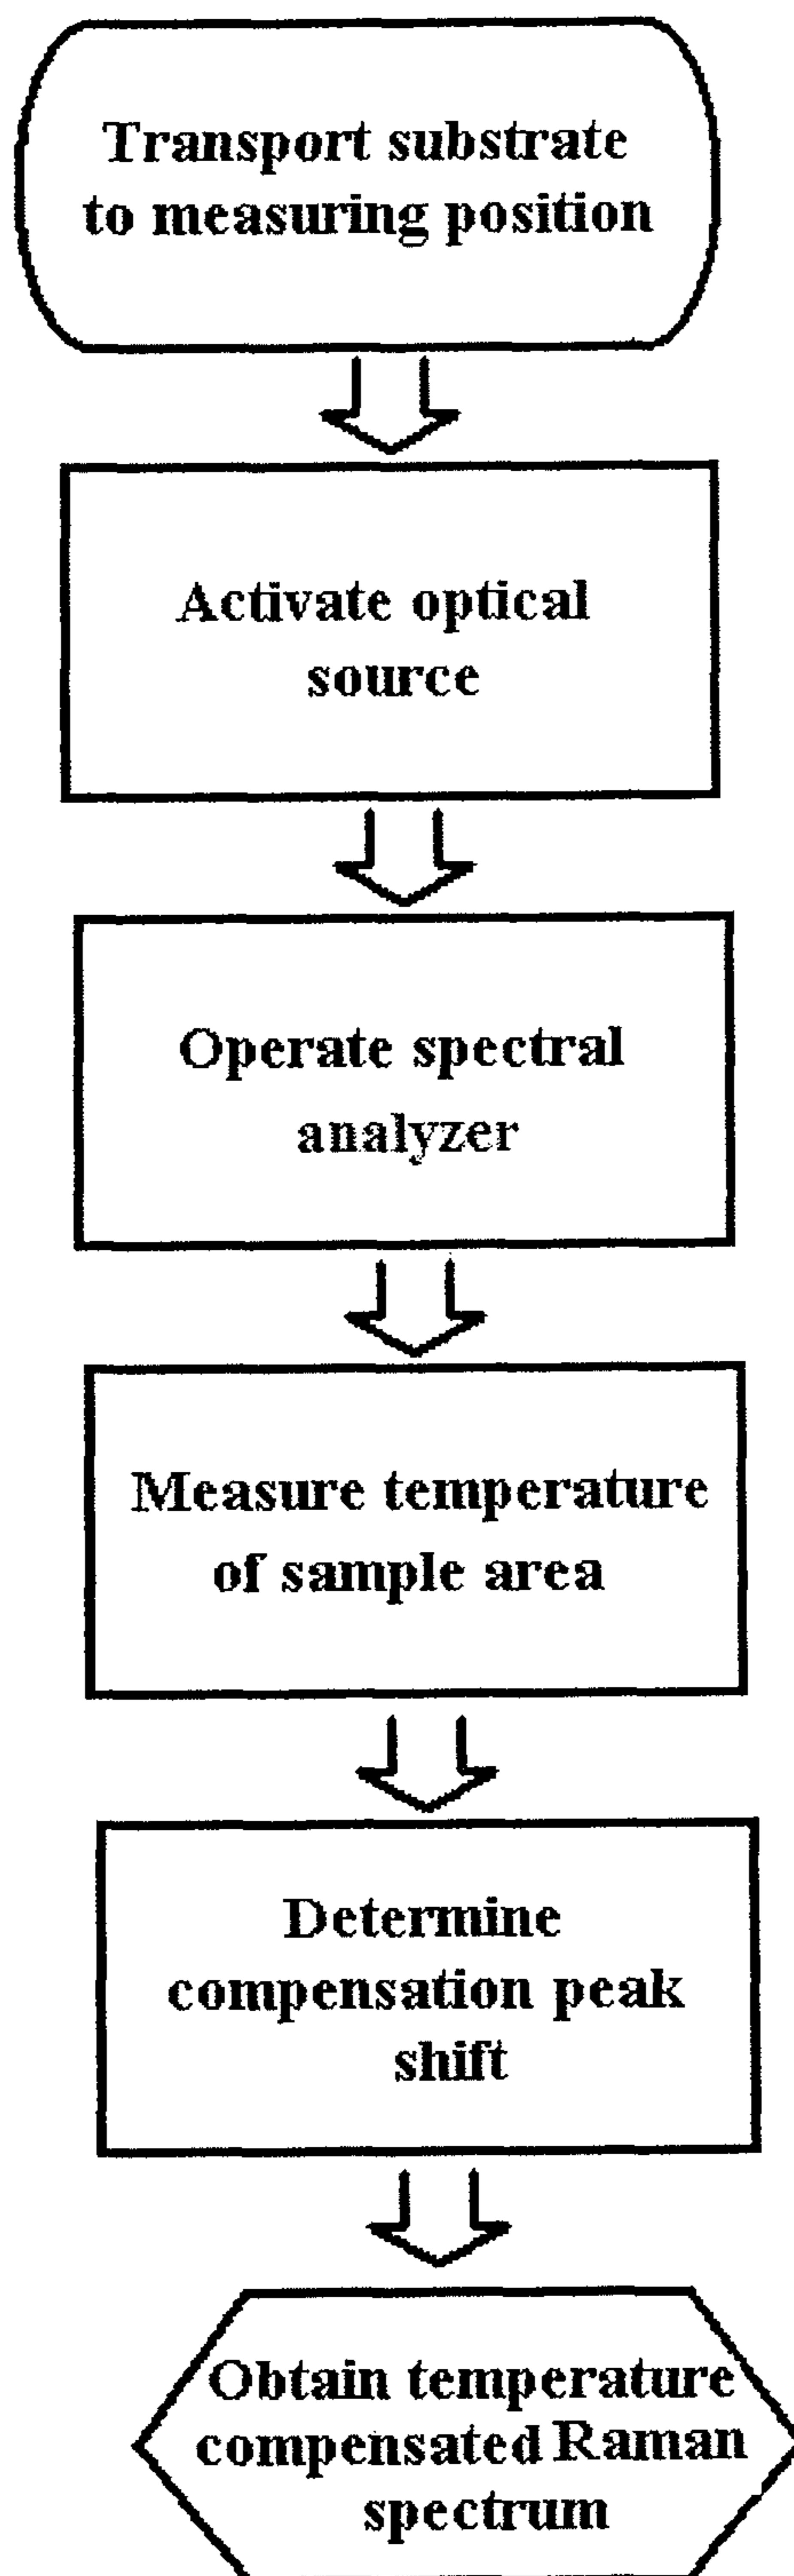 Transport substrate
to measuring position
Activate optical
source
Operate spectral
analyzer
Measure temperature
of sample area
Determine
compensation peak
shift
Obtain temperature
compensated Raman
spectrum